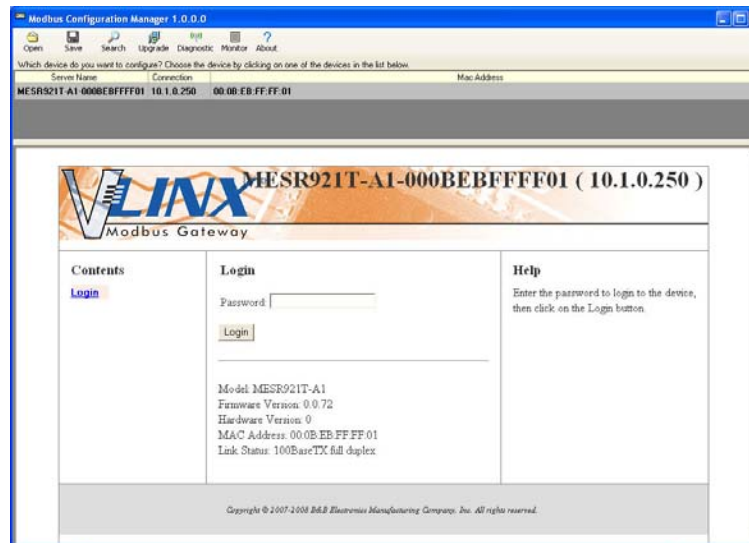 Modbus Configuration Manager 1.0.0.0
Open Save Search Upgrade Diagnostic Monitor About
Which device do you want to configure? Choose the device by clicking on one of the devices in the list below.
Server Name Connection Mac Address
MESR921T-A1-000BEBFFFF01 10.1.0.250 00:0B:EB:FF:FF:01
VLINX
Modbus Gateway
MESR921T-A1-000BEBFFFF01 ( 10.1.0.250 )
Contents
Login
Login
Password:
Login
Model: MESR921T-A1
Firmware Version: 0.0.72
Hardware Version: 0
MAC Address: 00:0B:EB:FF:FF:01
Link Status: 100BaseTX full duplex
Help
Enter the password to login to the device,
then click on the Login button.
Copyright © 2007-2008 B&B Electronics Manufacturing Company, Inc. All rights reserved.